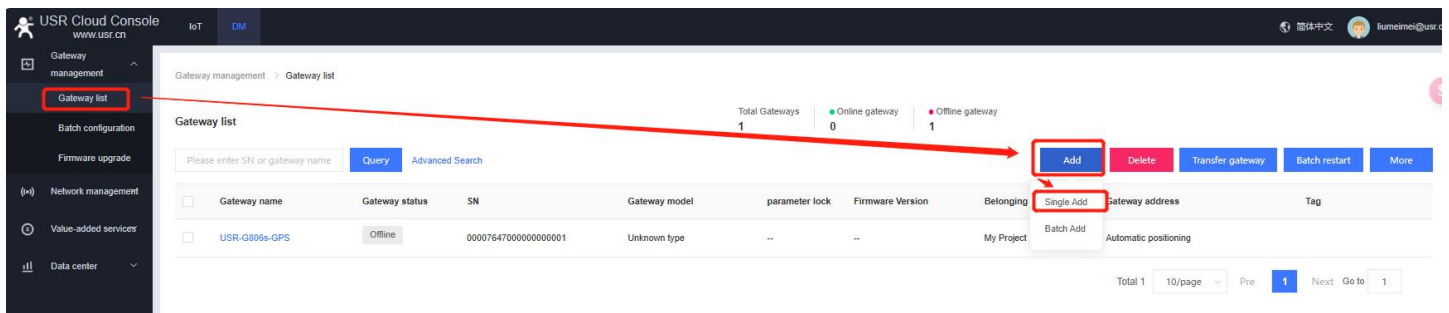 USR Cloud Console
www.usr.cn
IoT
DM
简体中文
liumeimei@usr.c
Gateway
management
Gateway list
Batch configuration
Firmware upgrade
Network management
Value-added services
Data center
Gateway management > Gateway list
Gateway list
Total Gateways
1
Online gateway
0
Offline gateway
1
Please enter SN or gateway name
Query
Advanced Search
Add
Delete
Transfer gateway
Batch restart
More
Gateway name
Gateway status
SN
Gateway model
parameter lock
Firmware Version
Belonging
Gateway address
Tag
Single Add
Batch Add
USR-G806s-GPS
Offline
00007647000000000001
Unknown type
--
--
My Project
Automatic positioning
Total 1
10/page
Pre
1
Next
Go to
1